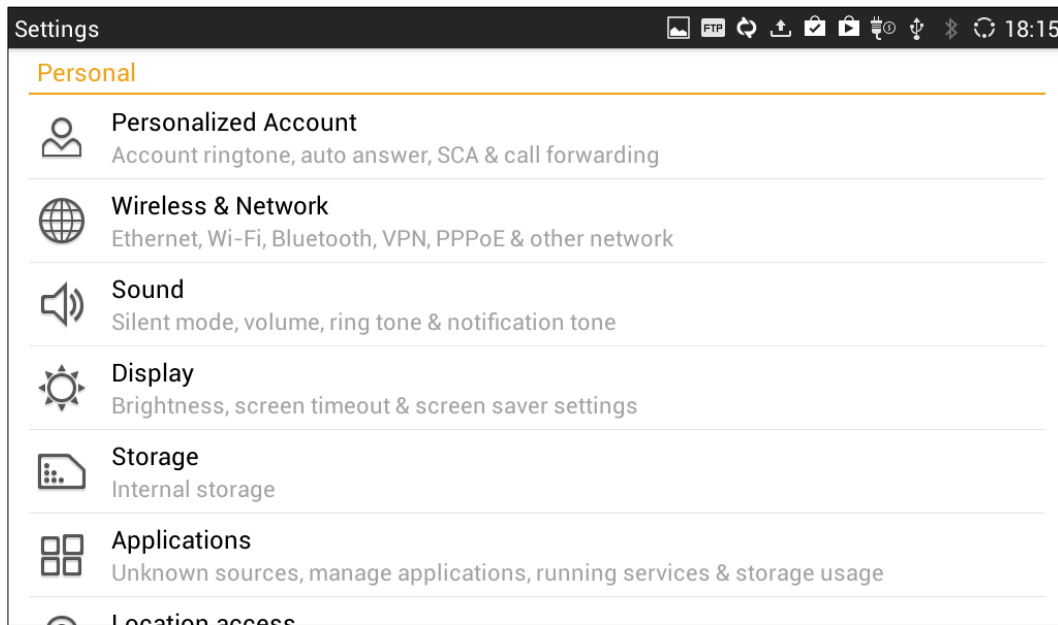 Settings
FTP
18:15
Personal
Personalized Account
Account ringtone, auto answer, SCA & call forwarding
Wireless & Network
Ethernet, Wi-Fi, Bluetooth, VPN, PPPoE & other network
Sound
Silent mode, volume, ring tone & notification tone
Display
Brightness, screen timeout & screen saver settings
Storage
Internal storage
Applications
Unknown sources, manage applications, running services & storage usage
Location access